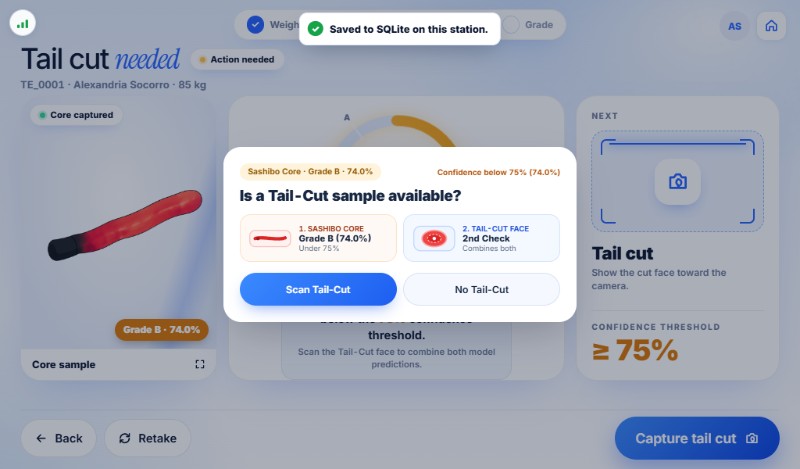 Saved to SQLite on this station.
Grade
AS
Tail cut needed
Action needed
TE_0001 · Alexandria Socorro · 85 kg
Core captured
A
NEXT
Sashibo Core · Grade B · 74.0%
Confidence below 75% (74.0%)
Is a Tail-Cut sample available?
1. SASHIBO CORE
Grade B (74.0%)
Under 75%
2. TAIL-CUT FACE
2nd Check
Combines both
Scan Tail-Cut
No Tail-Cut
Tail cut
Show the cut face toward the
camera.
threshold.
Scan the Tail-Cut face to combine both model
predictions.
Grade B · 74.0%
Core sample
CONFIDENCE THRESHOLD
≥ 75%
Back
Retake
Capture tail cut